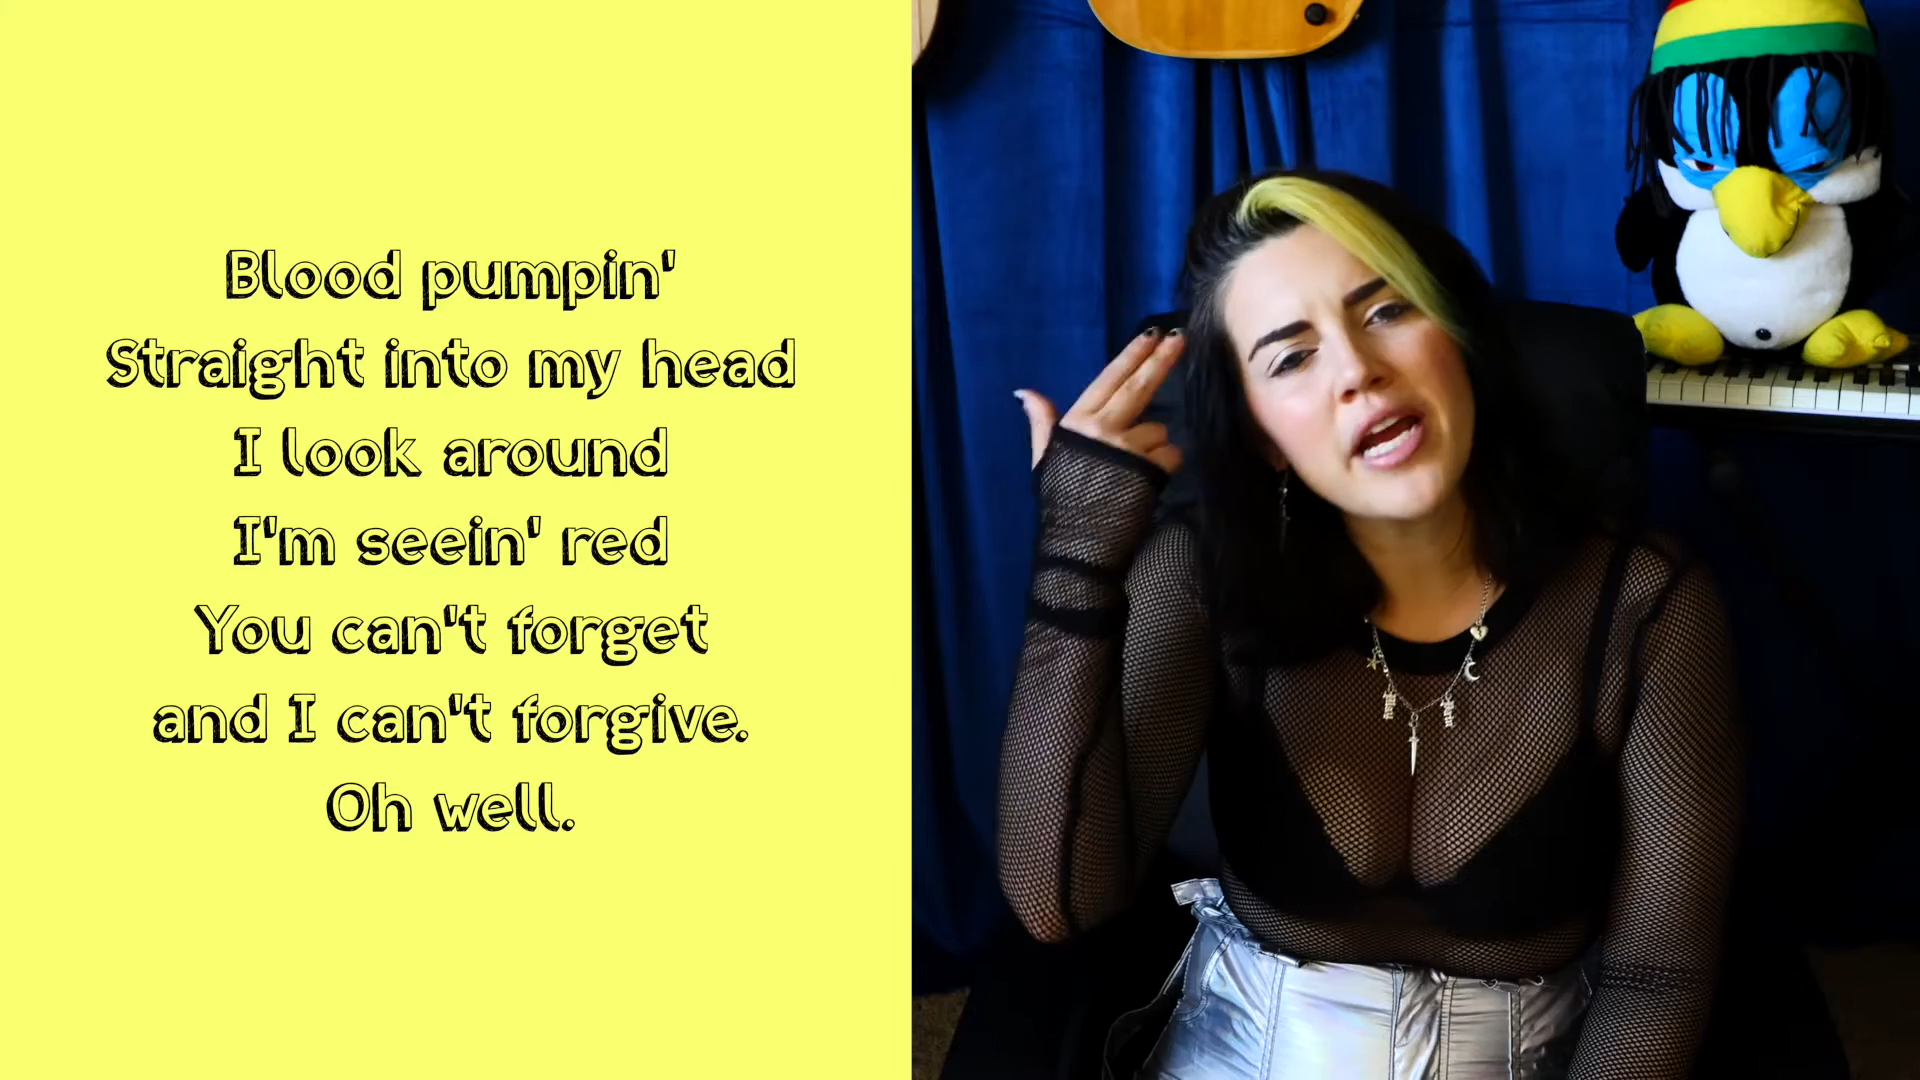 Blood pumpin'
Straight into my head
I look around
I'm seein' red
You can't forget
and I can't forgive.
Oh well.